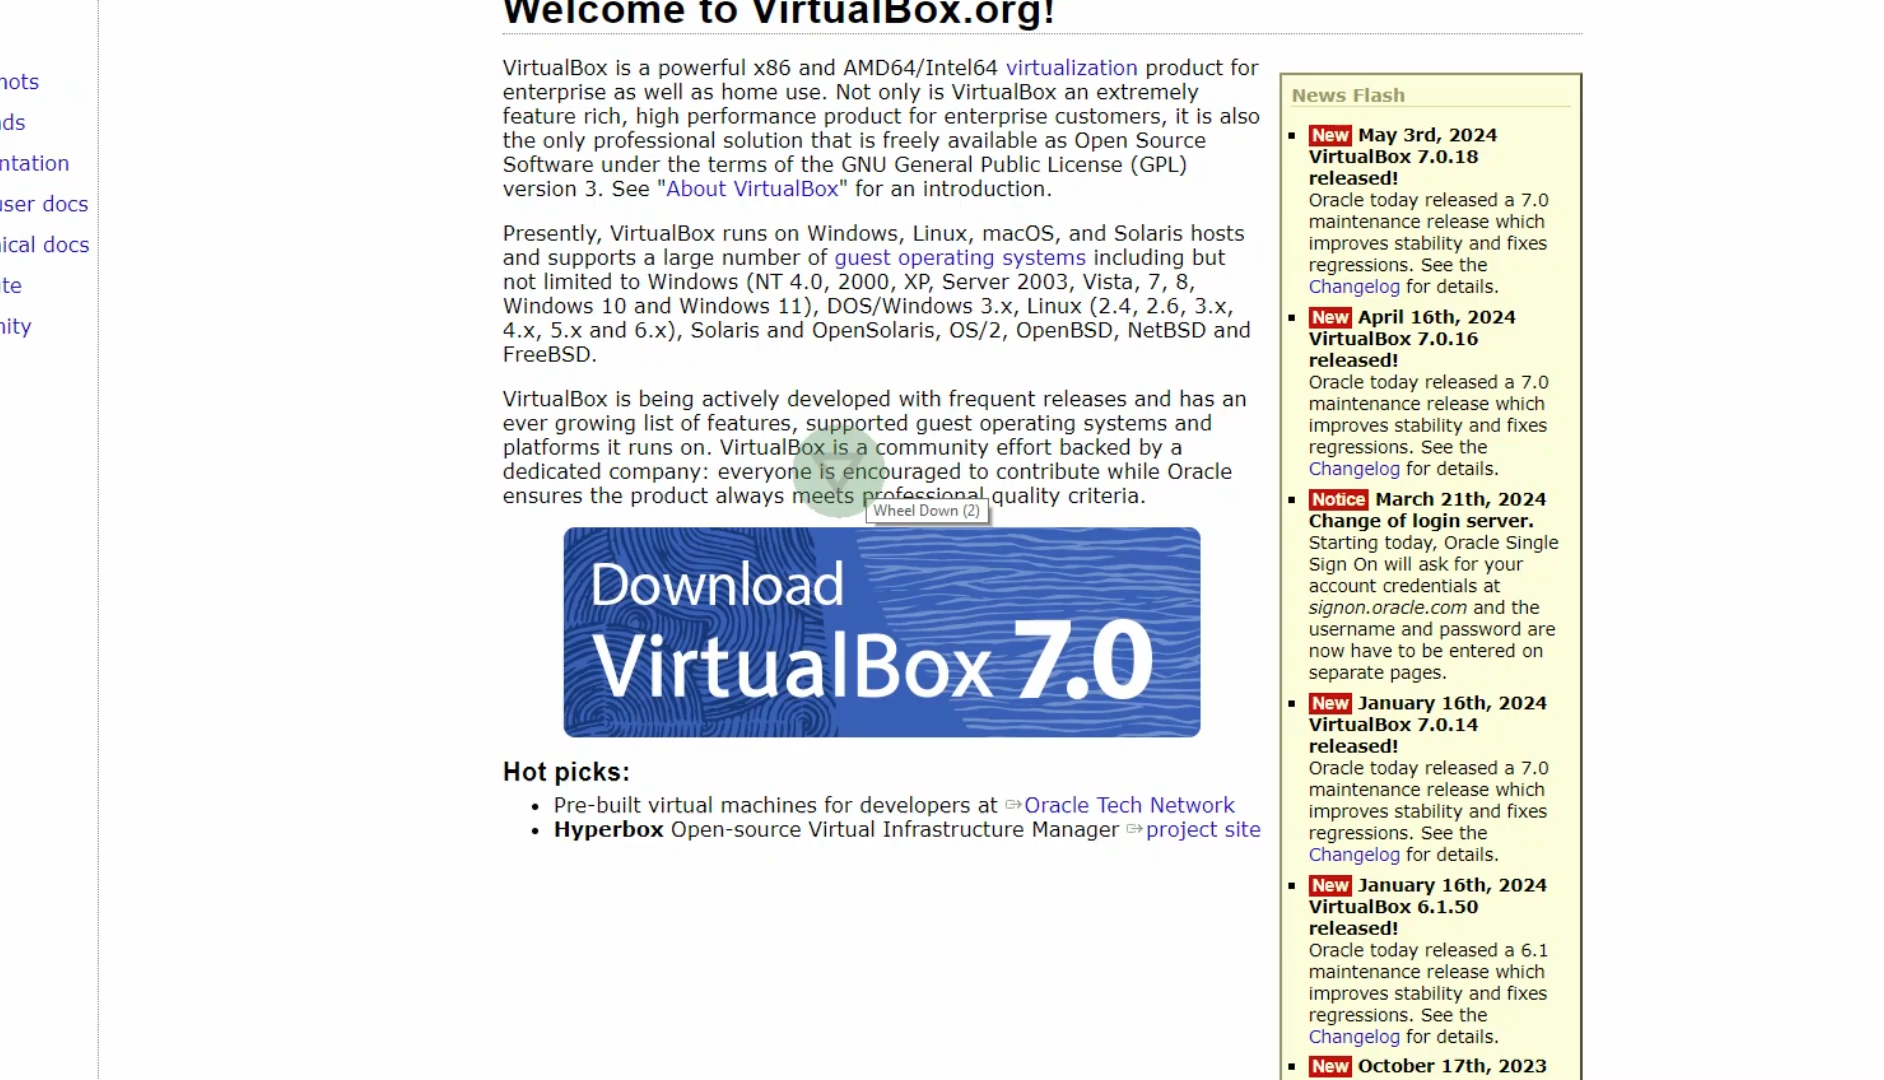 Welcome to VirtualBox.org!
hots
ds
ntation
user docs
ical docs
te
nity
VirtualBox is a powerful x86 and AMD64/Intel64 virtualization product for
enterprise as well as home use. Not only is VirtualBox an extremely
feature rich, high performance product for enterprise customers, it is also
the only professional solution that is freely available as Open Source
Software under the terms of the GNU General Public License (GPL)
version 3. See "About VirtualBox" for an introduction.
Presently, VirtualBox runs on Windows, Linux, macOS, and Solaris hosts
and supports a large number of guest operating systems including but
not limited to Windows (NT 4.0, 2000, XP, Server 2003, Vista, 7, 8,
Windows 10 and Windows 11), DOS/Windows 3.x, Linux (2.4, 2.6, 3.x,
4.x, 5.x and 6.x), Solaris and OpenSolaris, OS/2, OpenBSD, NetBSD and
FreeBSD.
VirtualBox is being actively developed with frequent releases and has an
ever growing list of features, supported guest operating systems and
platforms it runs on. VirtualBox is a community effort backed by a
dedicated company: everyone is encouraged to contribute while Oracle
ensures the product always meets professional quality criteria.
Wheel Down (2)
Download
VirtualBox 7.0
Hot picks:
• Pre-built virtual machines for developers at Oracle Tech Network
• Hyperbox Open-source Virtual Infrastructure Manager project site
News Flash
New May 3rd, 2024
VirtualBox 7.0.18
released!
Oracle today released a 7.0
maintenance release which
improves stability and fixes
regressions. See the
Changelog for details.
New April 16th, 2024
VirtualBox 7.0.16
released!
Oracle today released a 7.0
maintenance release which
improves stability and fixes
regressions. See the
Changelog for details.
Notice March 21th, 2024
Change of login server.
Starting today, Oracle Single
Sign On will ask for your
account credentials at
signon.oracle.com and the
username and password are
now have to be entered on
separate pages.
New January 16th, 2024
VirtualBox 7.0.14
released!
Oracle today released a 7.0
maintenance release which
improves stability and fixes
regressions. See the
Changelog for details.
New January 16th, 2024
VirtualBox 6.1.50
released!
Oracle today released a 6.1
maintenance release which
improves stability and fixes
regressions. See the
Changelog for details.
New October 17th, 2023